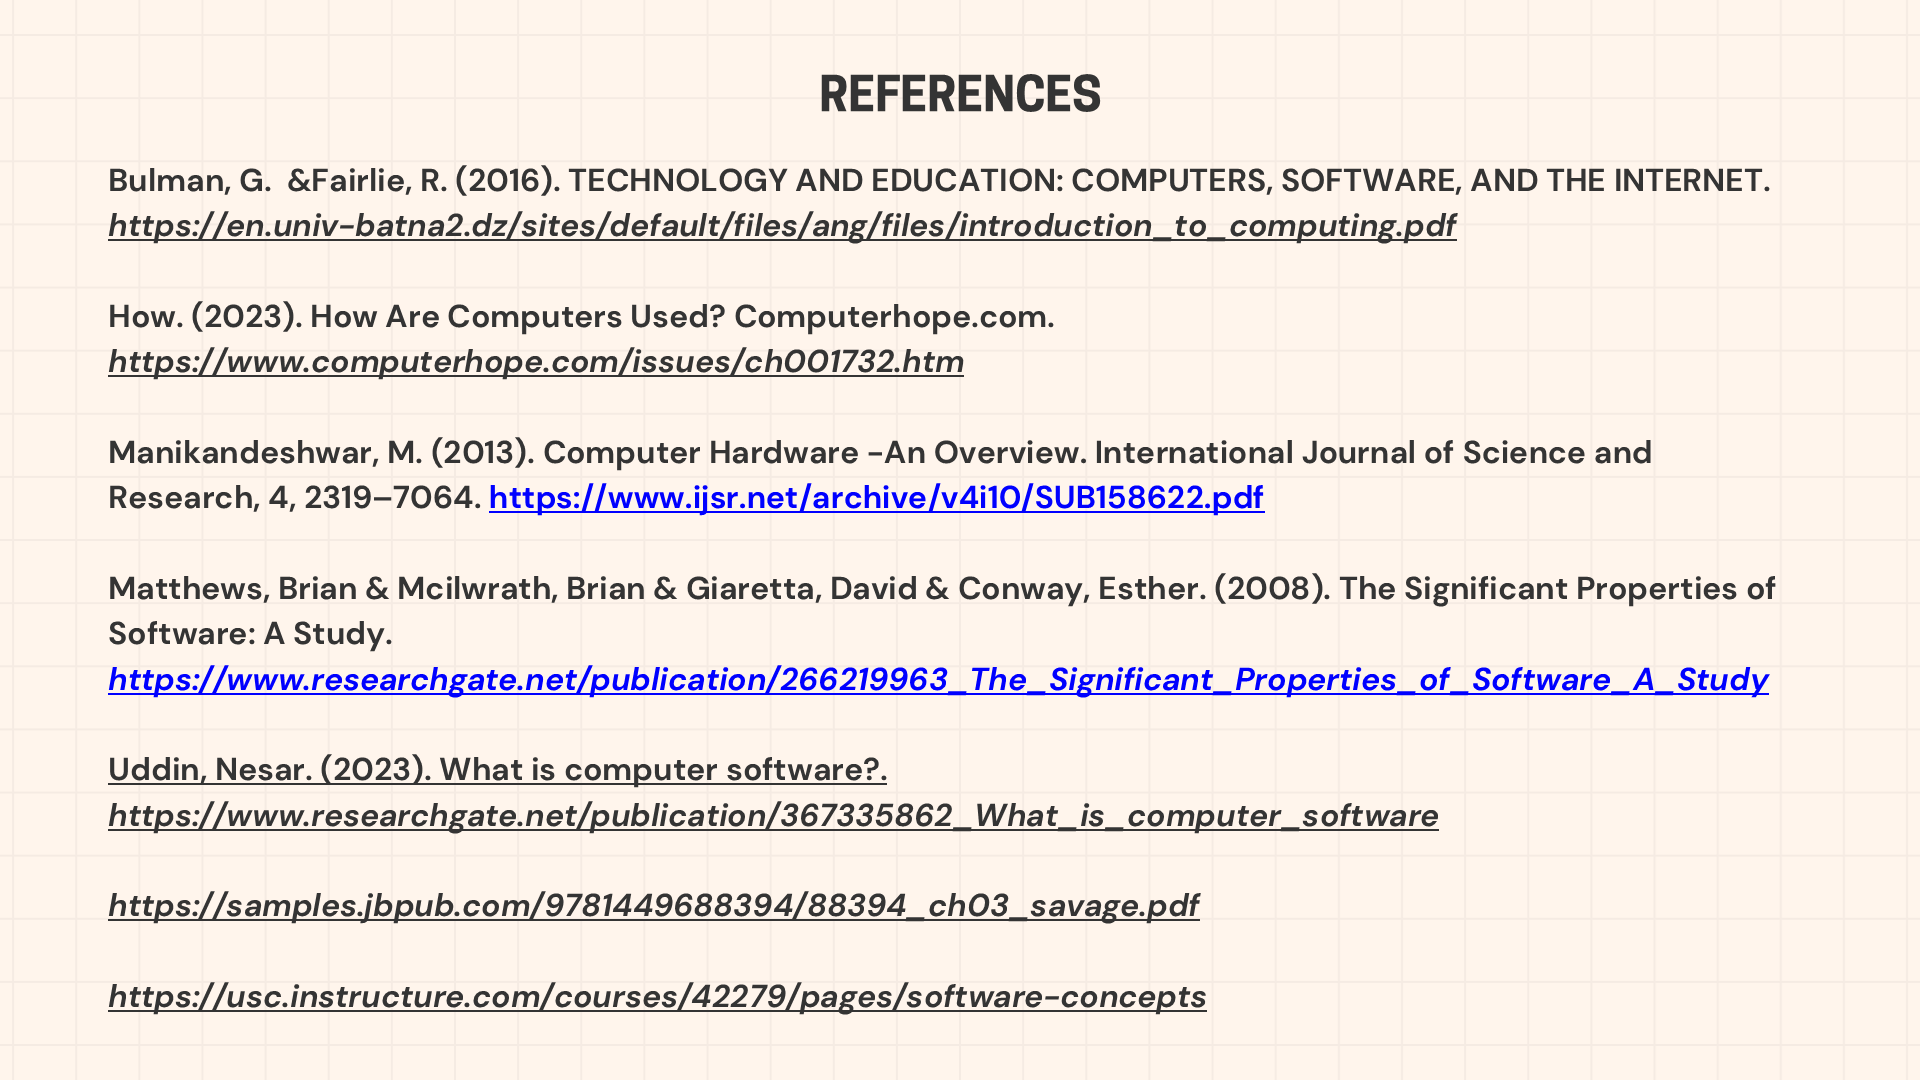 REFERENCES
Bulman, G.  &Fairlie, R. (2016). TECHNOLOGY AND EDUCATION: COMPUTERS, SOFTWARE, AND THE INTERNET.
https://en.univ-batna2.dz/sites/default/files/ang/files/introduction_to_computing.pdf
How. (2023). How Are Computers Used? Computerhope.com.
https://www.computerhope.com/issues/ch001732.htm
Manikandeshwar, M. (2013). Computer Hardware -An Overview. International Journal of Science and
Research, 4, 2319–7064. https://www.ijsr.net/archive/v4i10/SUB158622.pdf
Matthews, Brian & Mcilwrath, Brian & Giaretta, David & Conway, Esther. (2008). The Significant Properties of
Software: A Study.
https://www.researchgate.net/publication/266219963_The_Significant_Properties_of_Software_A_Study
Uddin, Nesar. (2023). What is computer software?.
https://www.researchgate.net/publication/367335862_What_is_computer_software
https://samples.jbpub.com/9781449688394/88394_ch03_savage.pdf
https://usc.instructure.com/courses/42279/pages/software-concepts